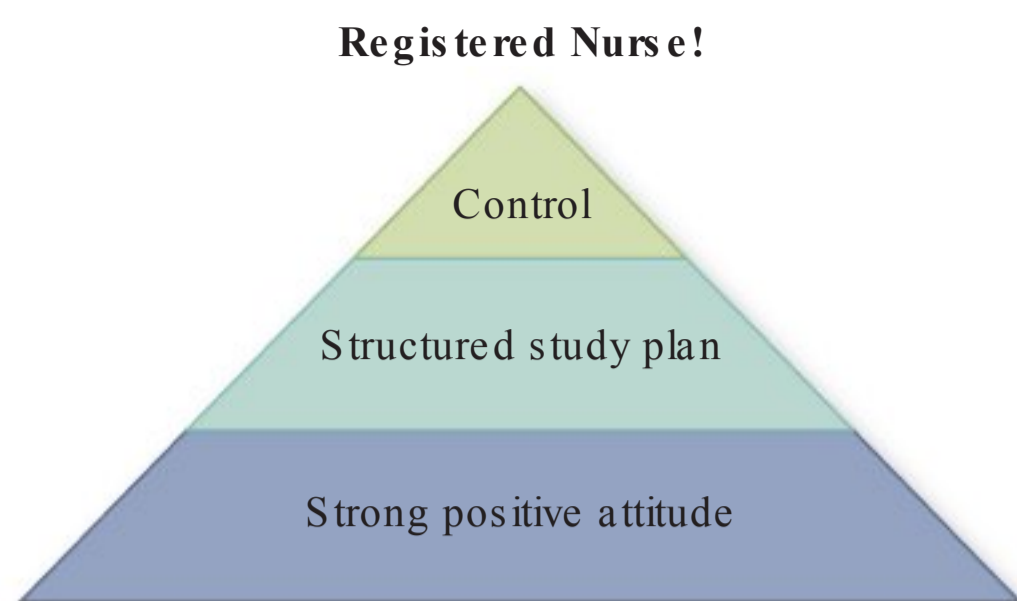 Registered Nurse!
Control
Structured study plan
Strong positive attitude